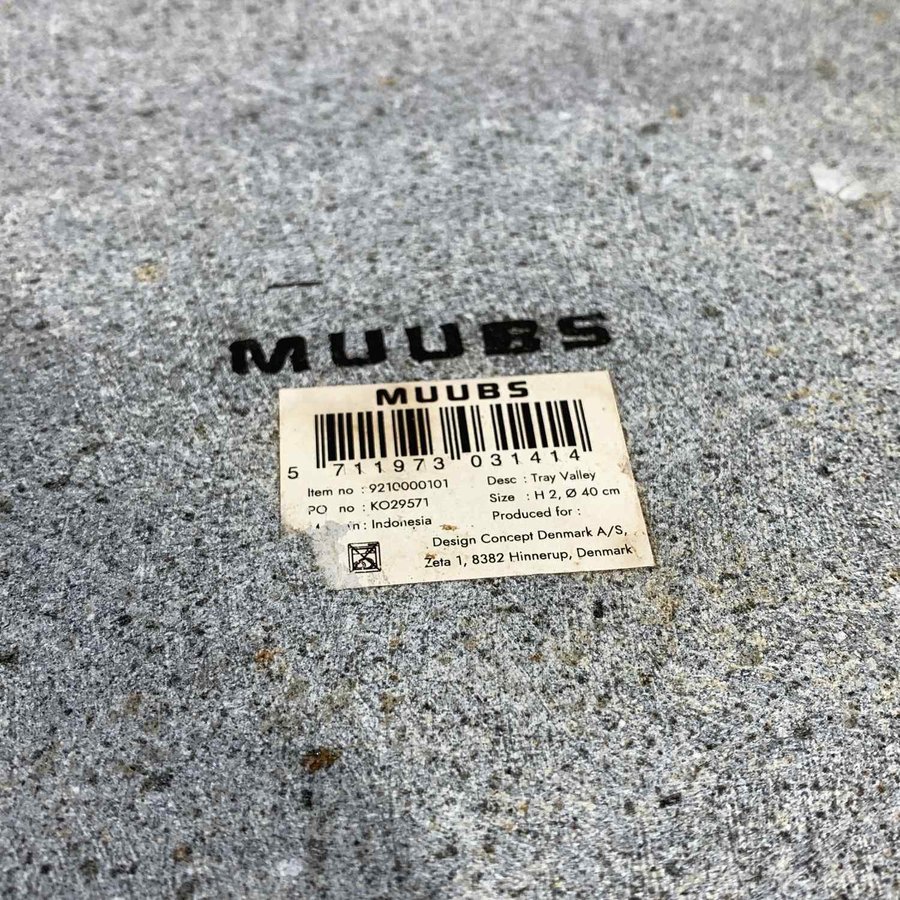 MUUBS
MUUBS
5 711973 031414
Item no : 9210000101
PO no : KO29571
in : Indonesia
Desc : Tray Valley
Size : H 2, Ø 40 cm
Produced for :
Design Concept Denmark A/S,
Zeta 1, 8382 Hinnerup, Denmark